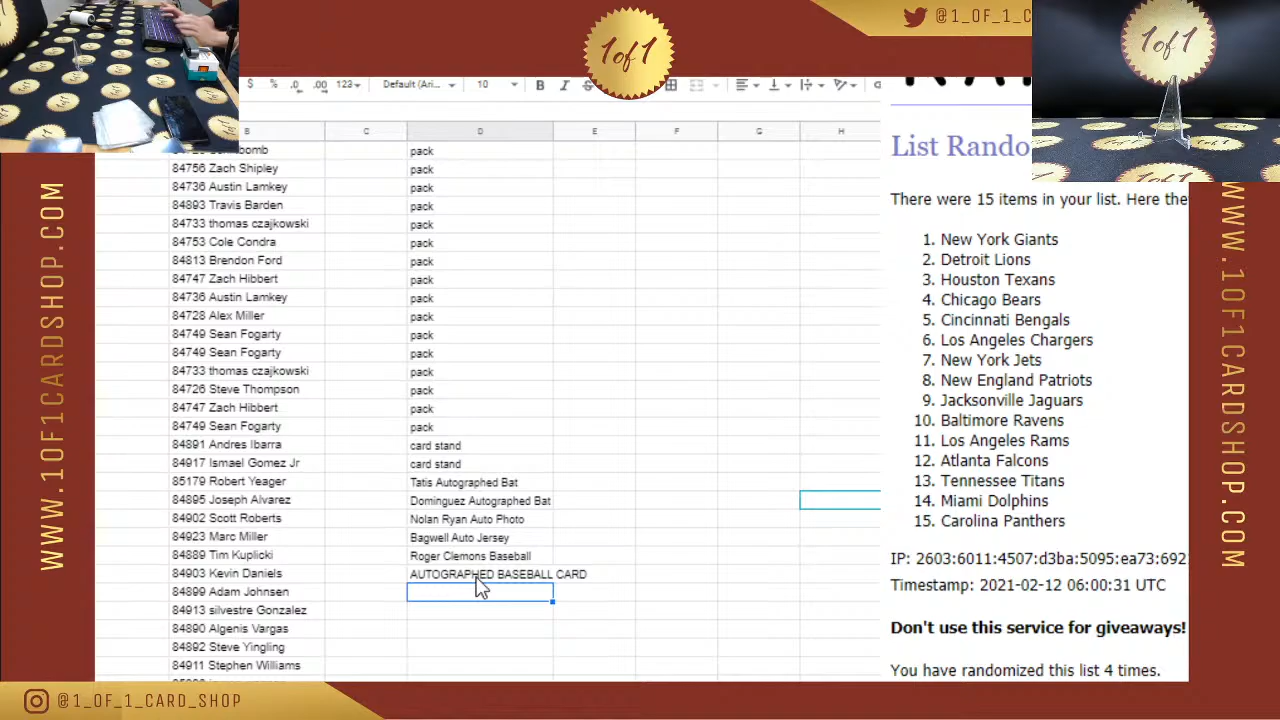 @1_OF_1_C
1of1
1of1
$ % .0 .00 123 Default (Ari... 10 B I S
B C D E F G H
bomb pack
84756 Zach Shipley pack
84736 Austin Lamkey pack
84893 Travis Barden pack
84733 thomas czajkowski pack
84753 Cole Condra pack
84813 Brendon Ford pack
84747 Zach Hibbert pack
84736 Austin Lamkey pack
84728 Alex Miller pack
84749 Sean Fogarty pack
84749 Sean Fogarty pack
84733 thomas czajkowski pack
84726 Steve Thompson pack
84747 Zach Hibbert pack
84749 Sean Fogarty pack
84891 Andres Ibarra card stand
84917 Ismael Gomez Jr card stand
85179 Robert Yeager Tatis Autographed Bat
84895 Joseph Alvarez Dominguez Autographed Bat
84902 Scott Roberts Nolan Ryan Auto Photo
84923 Marc Miller Bagwell Auto Jersey
84889 Tim Kuplicki Roger Clemons Baseball
84903 Kevin Daniels AUTOGRAPHED BASEBALL CARD
84899 Adam Johnsen
84913 silvestre Gonzalez
84890 Algenis Vargas
84892 Steve Yingling
84911 Stephen Williams
List Rando
There were 15 items in your list. Here the
1. New York Giants
2. Detroit Lions
3. Houston Texans
4. Chicago Bears
5. Cincinnati Bengals
6. Los Angeles Chargers
7. New York Jets
8. New England Patriots
9. Jacksonville Jaguars
10. Baltimore Ravens
11. Los Angeles Rams
12. Atlanta Falcons
13. Tennessee Titans
14. Miami Dolphins
15. Carolina Panthers
IP: 2603:6011:4507:d3ba:5095:ea73:692
Timestamp: 2021-02-12 06:00:31 UTC
Don't use this service for giveaways!
You have randomized this list 4 times.
WWW.1OF1CARDSHOP.COM
WWW.1OF1CARDSHOP.COM
@1_OF_1_CARD_SHOP